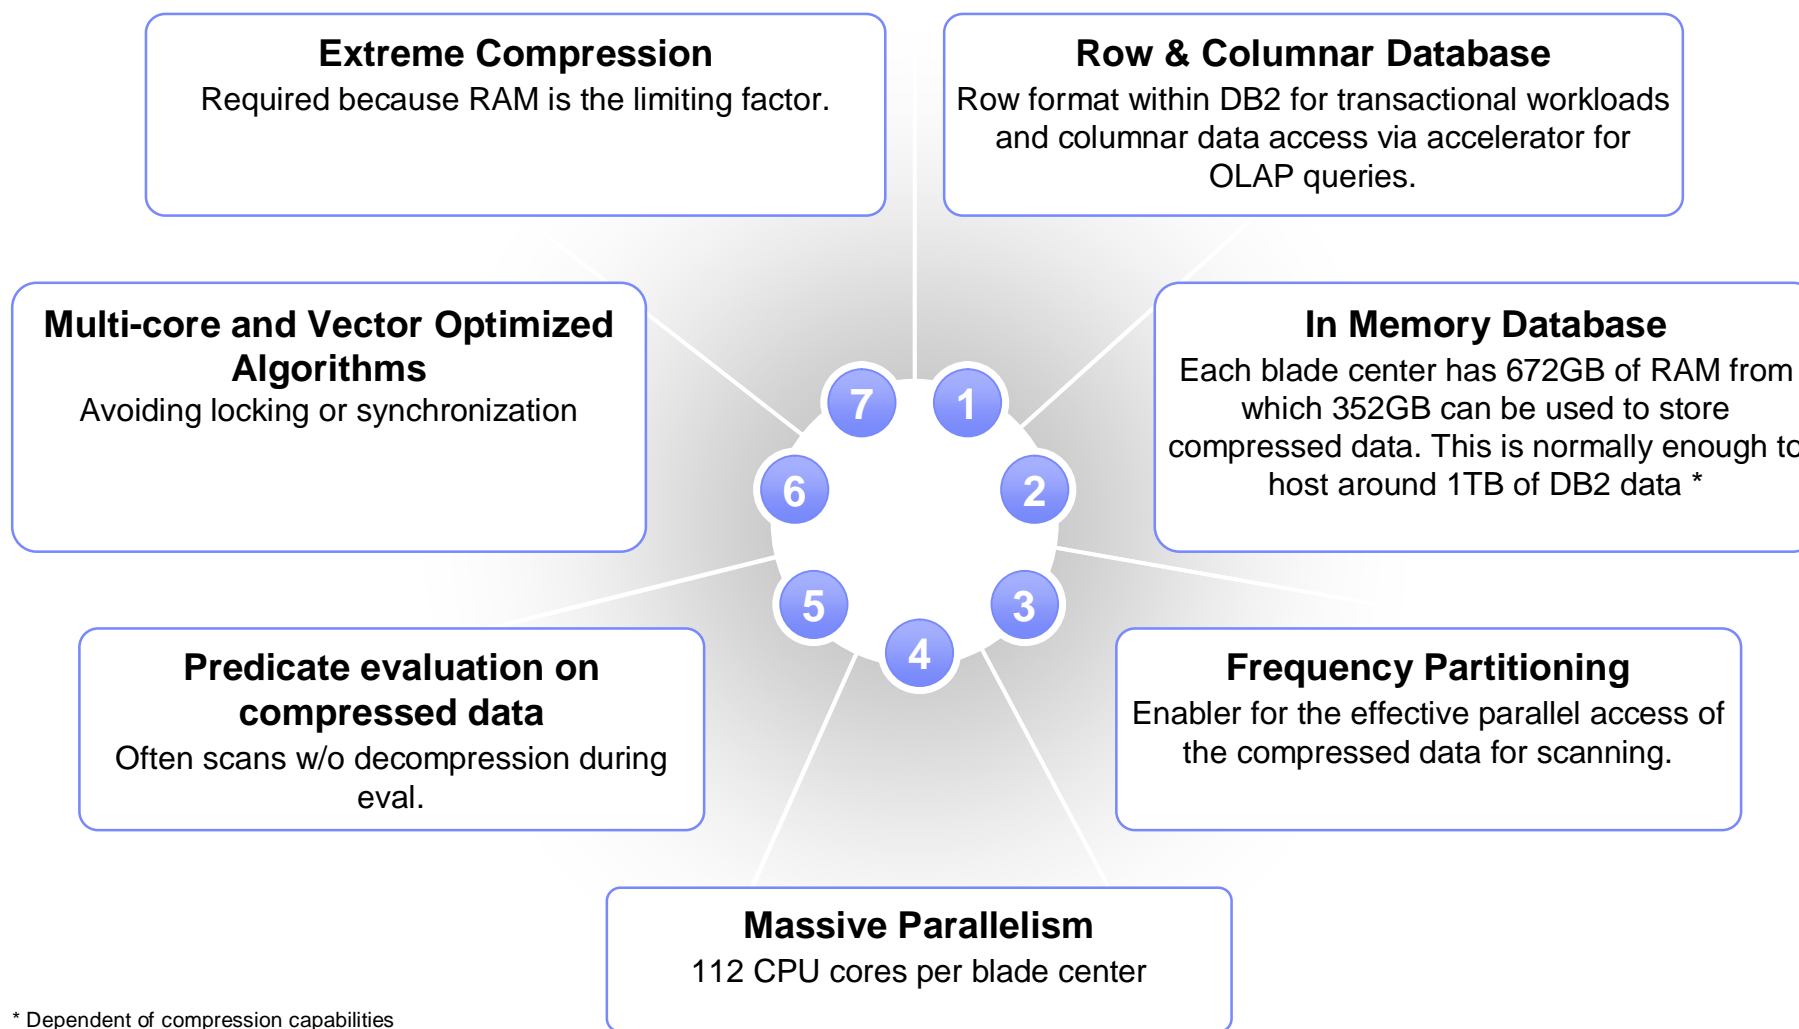 Extreme Compression
Required because RAM is the limiting factor.
Row & Columnar Database
Row format within DB2 for transactional workloads
and columnar data access via accelerator for
OLAP queries.
Multi-core and Vector Optimized
Algorithms
Avoiding locking or synchronization
In Memory Database
Each blade center has 672GB of RAM from
which 352GB can be used to store
compressed data. This is normally enough to
host around 1TB of DB2 data *
7
1
6
2
5
3
4
Predicate evaluation on
compressed data
Often scans w/o decompression during
eval.
Frequency Partitioning
Enabler for the effective parallel access of
the compressed data for scanning.
Massive Parallelism
112 CPU cores per blade center
* Dependent of compression capabilities